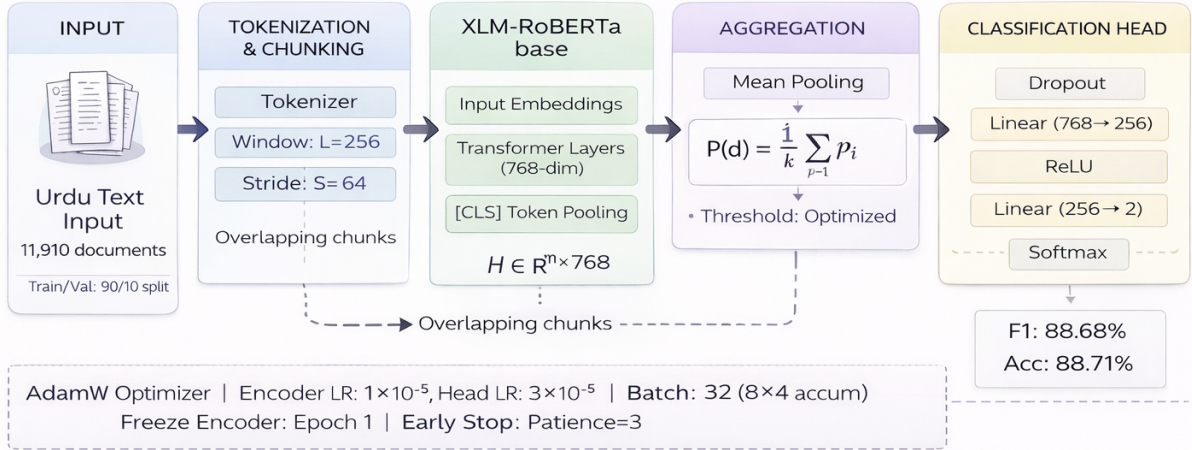 INPUT
Urdu Text
Input
11,910 documents
Train/Val: 90/10 split
TOKENIZATION
& CHUNKING
Tokenizer
Window: L=256
Stride: S= 64
Overlapping chunks
XLM-RoBERTa
base
Input Embeddings
Transformer Layers
(768-dim)
[CLS] Token Pooling
H ∈ ℝᵐ×768
Overlapping chunks
AGGREGATION
Mean Pooling
P(d) = 1/k ∑ p−1 pᵢ
• Threshold: Optimized
CLASSIFICATION HEAD
Dropout
Linear (768→ 256)
ReLU
Linear (256→ 2)
Softmax
F1: 88.68%
Acc: 88.71%
AdamW Optimizer | Encoder LR: 1×10⁻⁵, Head LR: 3×10⁻⁵ | Batch: 32 (8×4 accum)
Freeze Encoder: Epoch 1 | Early Stop: Patience=3